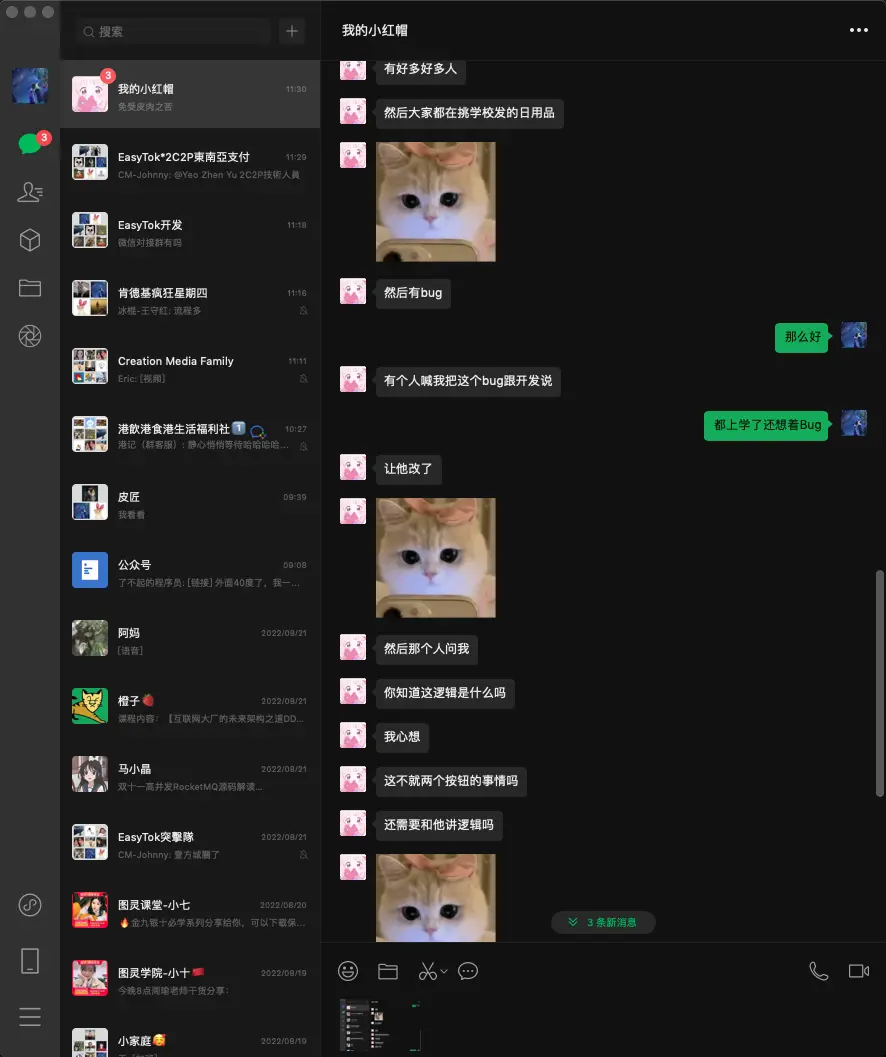 搜索
我的小红帽
11:30
免受皮肉之苦
3
3
EasyTok*2C2P東南亞支付
11:29
CM-Johnny: @Yeo Zhen Yu 2C2P技術人員
EasyTok开发
11:18
微信对接群有吗
肯德基疯狂星期四
11:16
冰棍-王守红: 流程多
Creation Media Family
11:11
Eric: [视频]
港飲港食港生活福利社1️⃣
10:27
港记（群客服）: 静心悄悄等待哈哈哈哈...
皮匠
09:39
我看看
公众号
09:08
了不起的程序员: [链接] 外面40度了，我一...
阿妈
2022/08/21
[语音]
橙子🍓
2022/08/21
课程内容：【互联网大厂的未来架构之道DD...
马小晶
2022/08/21
双十一高并发RocketMQ源码解读...
EasyTok突擊隊
2022/08/21
CM-Johnny: 壹方城關了
图灵课堂-小七
2022/08/20
🔥金九银十必学系列分享给你，可以下载保...
图灵学院-小十
2022/08/19
今晚8点周瑜老师干货分享：
小家庭🥰
2022/08/19
我的小红帽
有好多好多人
然后大家都在挑学校发的日用品
然后有bug
那么好
有个人喊我把这个bug跟开发说
都上学了还想着Bug
让他改了
然后那个人问我
你知道这逻辑是什么吗
我心想
这不就两个按钮的事情吗
还需要和他讲逻辑吗
3 条新消息